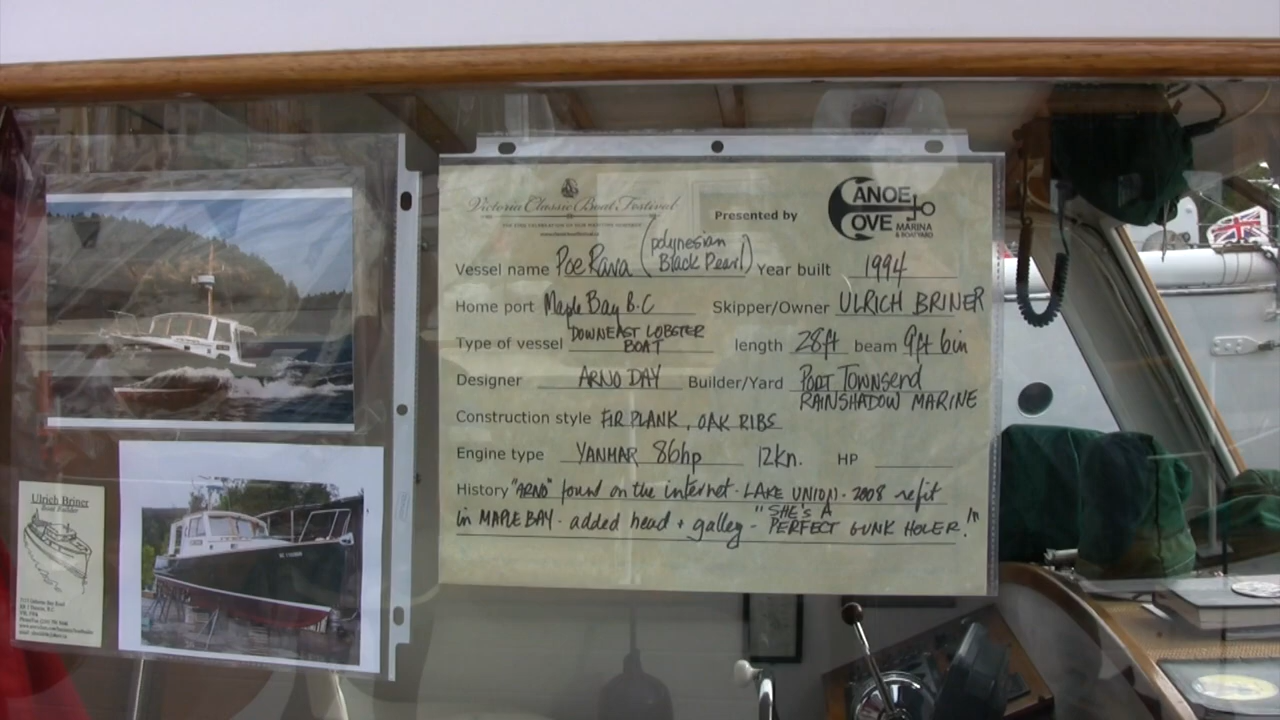 Victoria Classic Boat Festival
Presented by
CANOE COVE MARINA & BOATYARD
Vessel name Poe Rava (polynesian Black Pearl) Year built 1994
Home port Maple Bay B.C Skipper/Owner ULRICH BRINER
Type of vessel DOWNEAST LOBSTER BOAT length 28ft beam 9ft 6in
Designer ARNO DAY Builder/Yard Port Townsend
RAINSHADOW MARINE
Construction style FIR PLANK, OAK RIBS
Engine type YANMAR 86hp 12kn. HP
History "ARNO" found on the internet - LAKE UNION - 2008 refit
in MAPLE BAY - added head + galley - "SHE'S A PERFECT GUNK HOLER!"
Ulrich Briner
Boat Builder